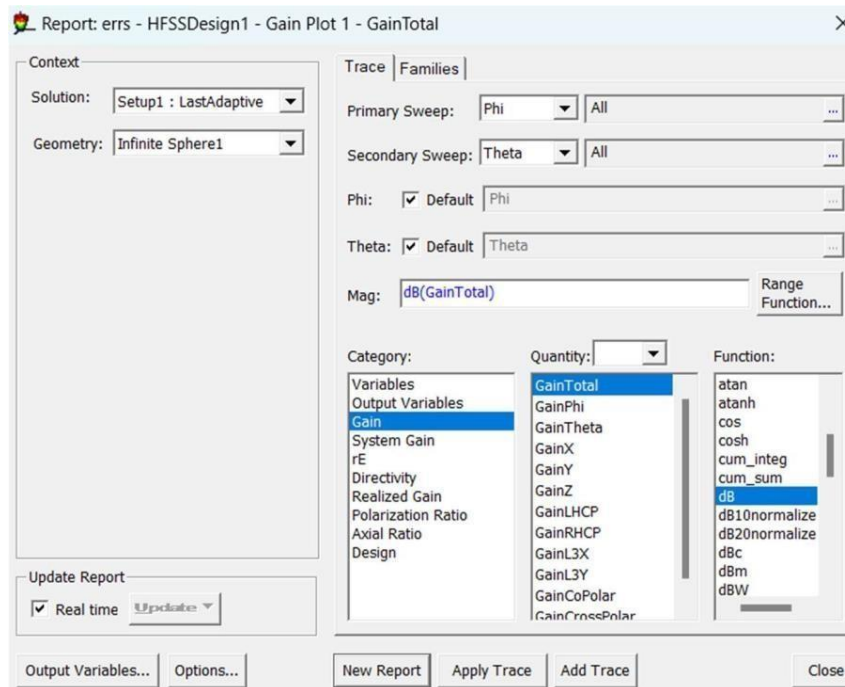 Report: errs - HFSSDesign1 - Gain Plot 1 - GainTotal
Context
Solution: Setup1 : LastAdaptive
Geometry: Infinite Sphere1
Update Report
Real time Update
Output Variables... Options...
Trace Families
Primary Sweep: Phi All ...
Secondary Sweep: Theta All ...
Phi: Default Phi ...
Theta: Default Theta ...
Mag: dB(GainTotal)
Range
Function...
Category:
Variables
Output Variables
Gain
System Gain
rE
Directivity
Realized Gain
Polarization Ratio
Axial Ratio
Design
Quantity:
GainTotal
GainPhi
GainTheta
GainX
GainY
GainZ
GainLHCP
GainRHCP
GainL3X
GainL3Y
GainCoPolar
GainCrossPolar
Function:
atan
atanh
cos
cosh
cum_integ
cum_sum
dB
dB10normalize
dB20normalize
dBc
dBm
dBW
New Report Apply Trace Add Trace Close